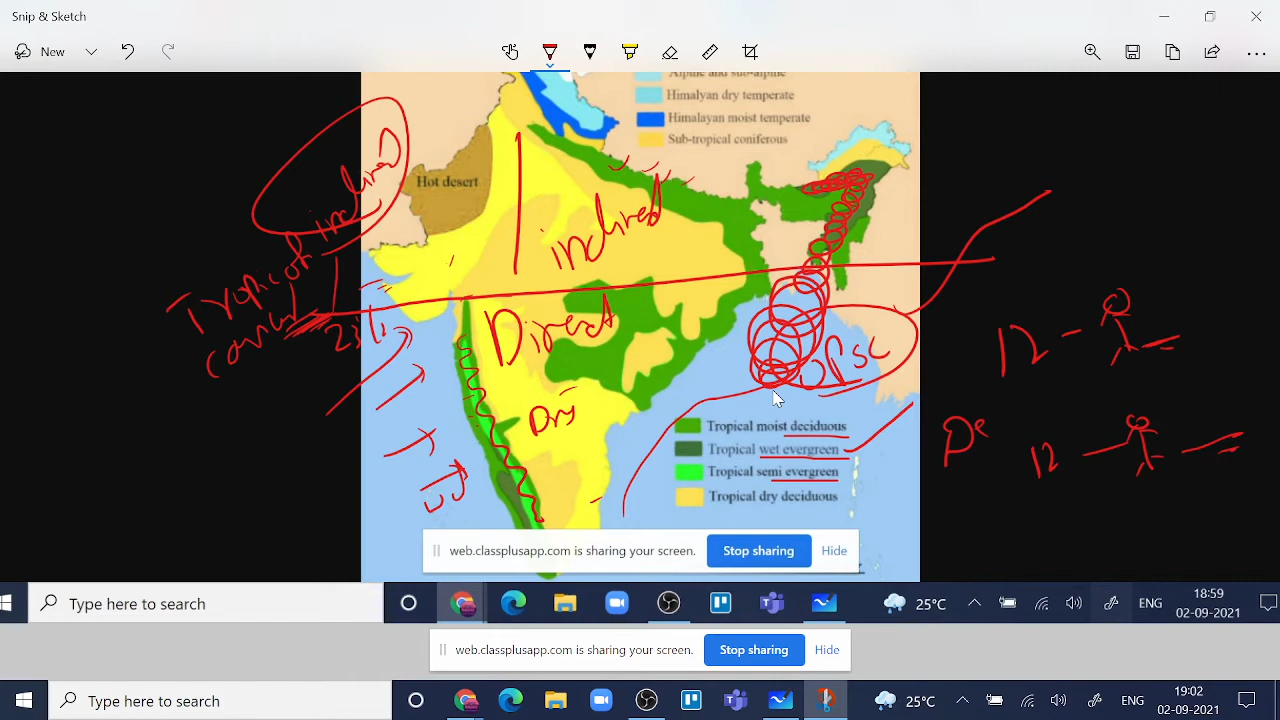 Snip & Sketch
New
Alpine and sub-alpine
Himalyan dry temperate
Himalayan moist temperate
Sub-tropical coniferous
Hot desert
inclined
inclined
Tropic of
23½
Direct
Dry
UPSC
12
12
Tropical moist deciduous
Tropical wet evergreen
Tropical semi evergreen
Tropical dry deciduous
web.classplusapp.com is sharing your screen.
Stop sharing
Hide
Type here to search
25°C
ENG
18:59
02-09-2021
web.classplusapp.com is sharing your screen.
Stop sharing
Hide
Type here to search
25°C
ENG
19:02
02-09-2021